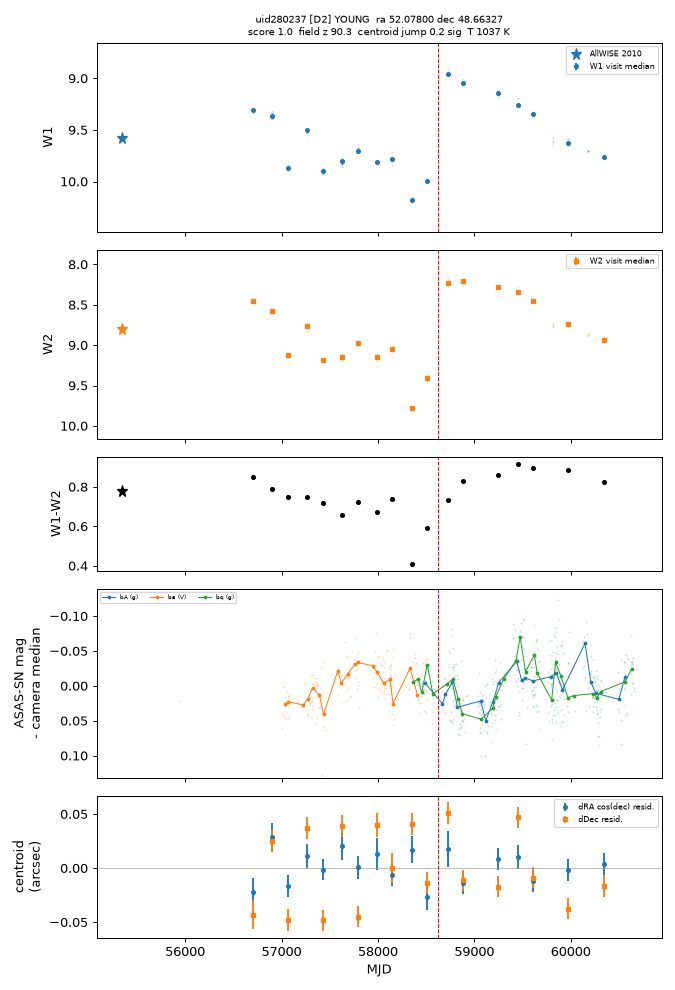 uid280237 [D2] YOUNG ra 52.07800 dec 48.66327
score 1.0 field z 90.3 centroid jump 0.2 sig T 1037 K
W1
9.0
9.5
10.0
AllWISE 2010
W1 visit median
W2
8.0
8.5
9.0
9.5
10.0
W2 visit median
W1-W2
0.8
0.6
0.4
ASAS-SN mag
- camera median
−0.10
−0.05
0.00
0.05
0.10
bA (g)
ba (V)
bq (g)
centroid
(arcsec)
0.05
0.00
−0.05
dRA cos(dec) resid.
dDec resid.
56000
57000
58000
59000
60000
MJD